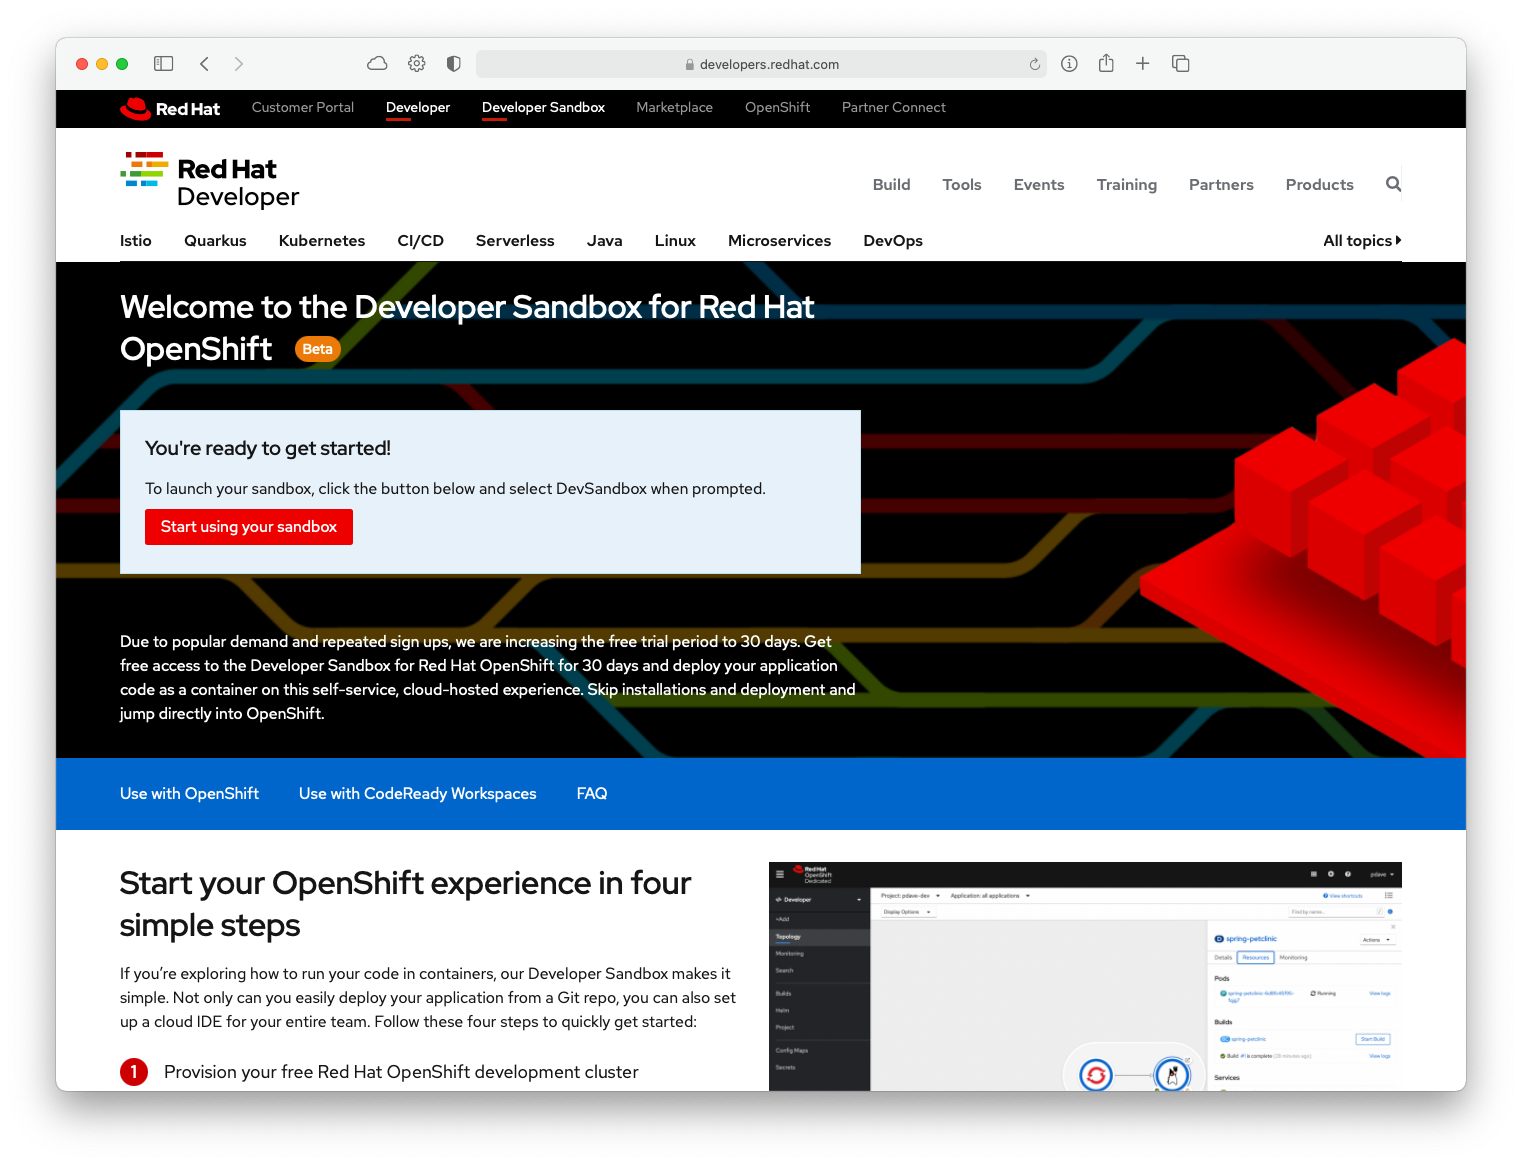 developers.redhat.com
Red Hat Customer Portal Developer Developer Sandbox Marketplace OpenShift Partner Connect
Red Hat
Developer
Build Tools Events Training Partners Products
Istio Quarkus Kubernetes CI/CD Serverless Java Linux Microservices DevOps All topics
Welcome to the Developer Sandbox for Red Hat
OpenShift Beta
You're ready to get started!
To launch your sandbox, click the button below and select DevSandbox when prompted.
Start using your sandbox
Due to popular demand and repeated sign ups, we are increasing the free trial period to 30 days. Get
free access to the Developer Sandbox for Red Hat OpenShift for 30 days and deploy your application
code as a container on this self-service, cloud-hosted experience. Skip installations and deployment and
jump directly into OpenShift.
Use with OpenShift Use with CodeReady Workspaces FAQ
Start your OpenShift experience in four
simple steps
If you’re exploring how to run your code in containers, our Developer Sandbox makes it
simple. Not only can you easily deploy your application from a Git repo, you can also set
up a cloud IDE for your entire team. Follow these four steps to quickly get started:
1 Provision your free Red Hat OpenShift development cluster
Red Hat
OpenShift
Dedicated
pdave
Developer
+Add
Topology
Monitoring
Search
Builds
Helm
Project
Config Maps
Secrets
Project: pdave-dev Application: all applications View shortcuts
Display Options Find by name...
spring-petclinic Actions
Details Resources Monitoring
Pods
Running View logs
Builds
spring-petclinic Start Build
Build #1 is complete View logs
Services